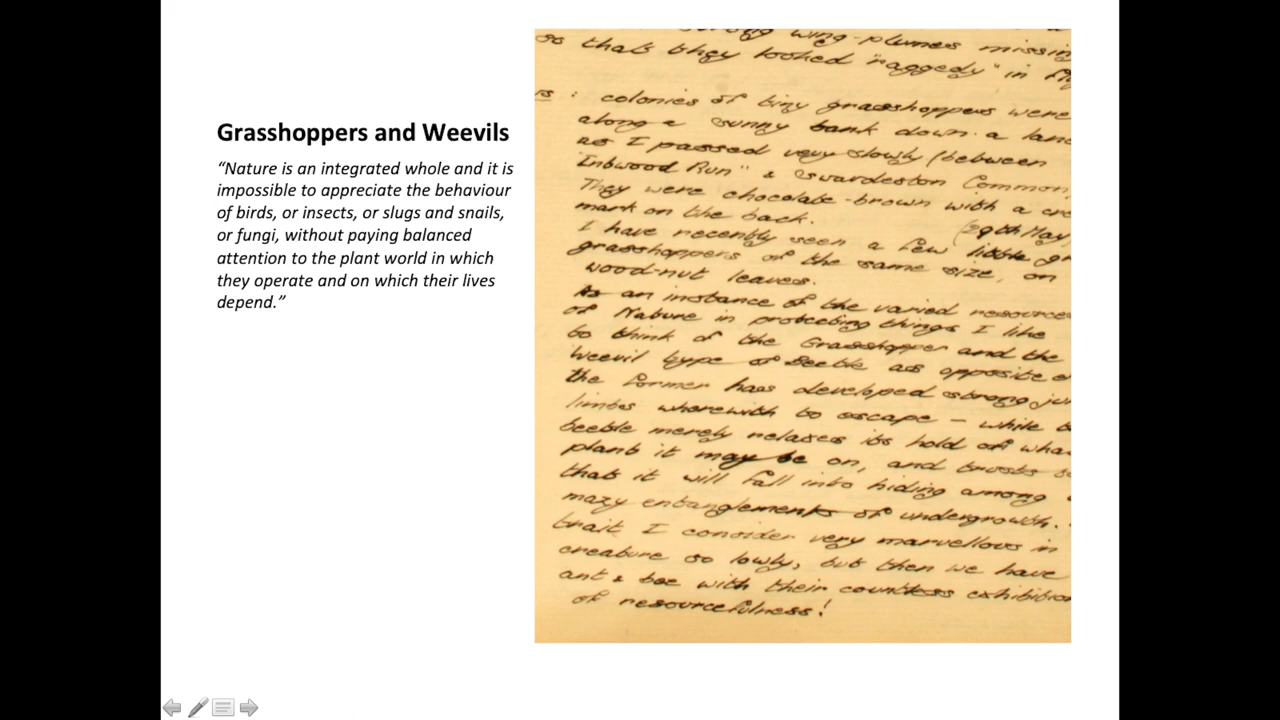 Grasshoppers and Weevils
“Nature is an integrated whole and it is
impossible to appreciate the behaviour
of birds, or insects, or slugs and snails,
or fungi, without paying balanced
attention to the plant world in which
they operate and on which their lives
depend.”
wing-plumes missing
so that they looked "raggedy" in
rs : colonies of tiny grasshoppers were
along a sunny bank down a lane
as I passed very slowly (between
Inbwood Run" & Swardeston Common,
They were chocolate-brown with a
mark on the back.
(29th May)
I have recently seen a few little
grasshoppers of the same size, on
wood-nut leaves.
As an instance of the varied resources
of Nature in protecting things I like
to think of the Grasshopper and the
Weevil type of Beetle as opposite
the former has developed strong
limbs wherewith to escape – while
beetle merely relaxes its hold of
plant it may be on, and trusts
that it will fall into hiding among
mazy entanglements of undergrowth.
trait I consider very marvellous in
creature so lowly, but then we have
ant & bee with their countless
of resourcefulness!